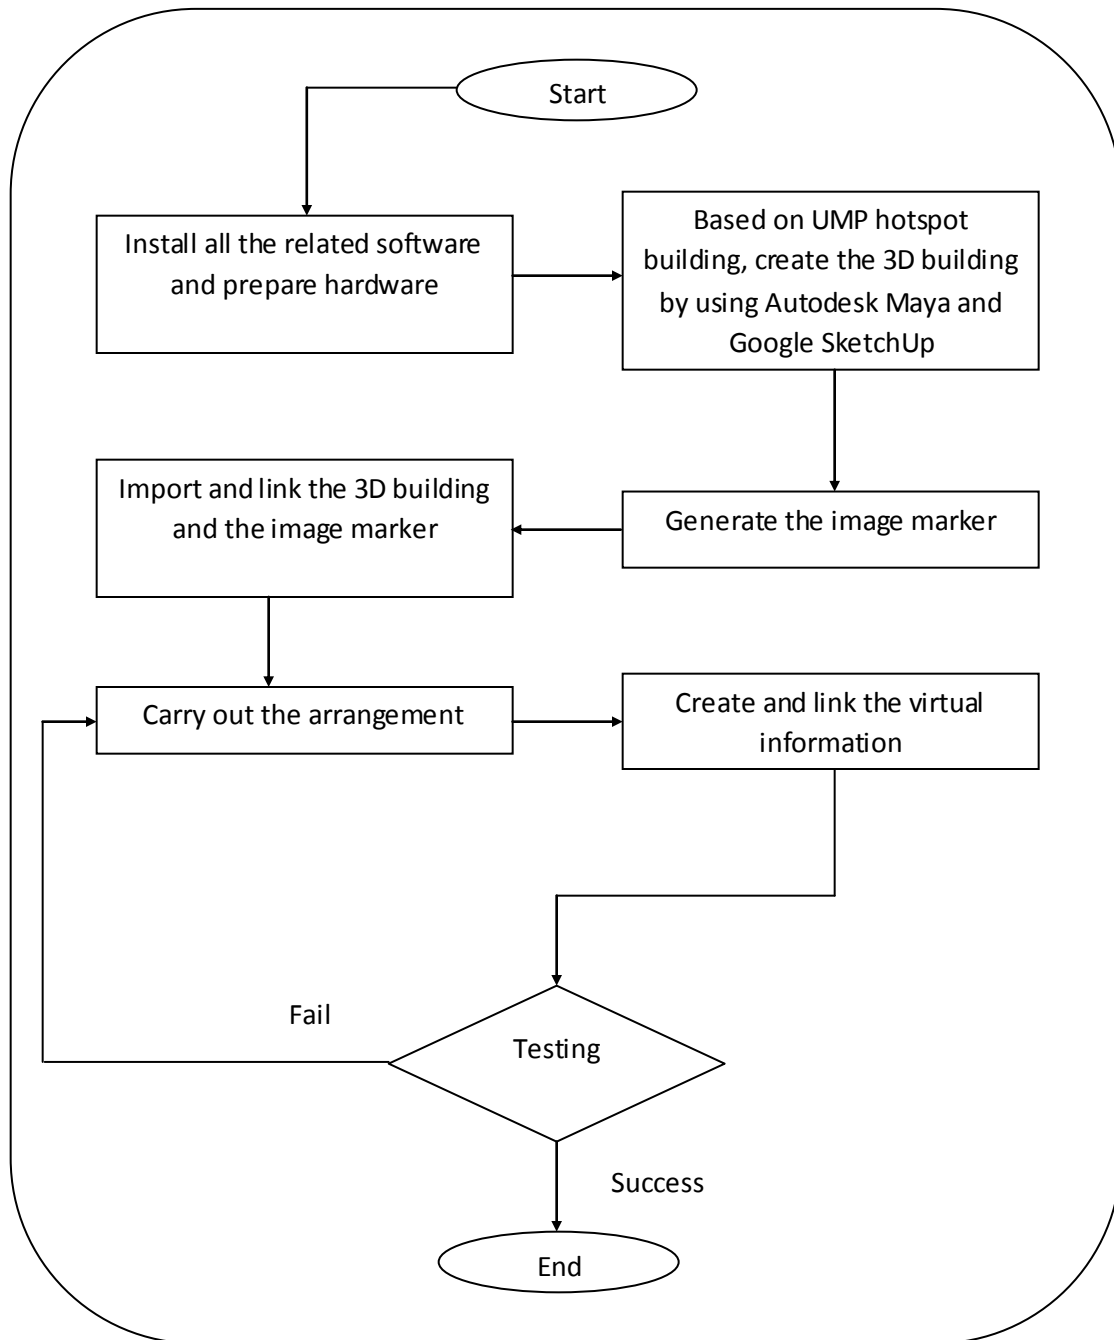 Start
Install all the related software
and prepare hardware
Based on UMP hotspot
building, create the 3D building
by using Autodesk Maya and
Google SketchUp
Generate the image marker
Import and link the 3D building
and the image marker
Carry out the arrangement
Create and link the virtual
information
Testing
Fail
Success
End